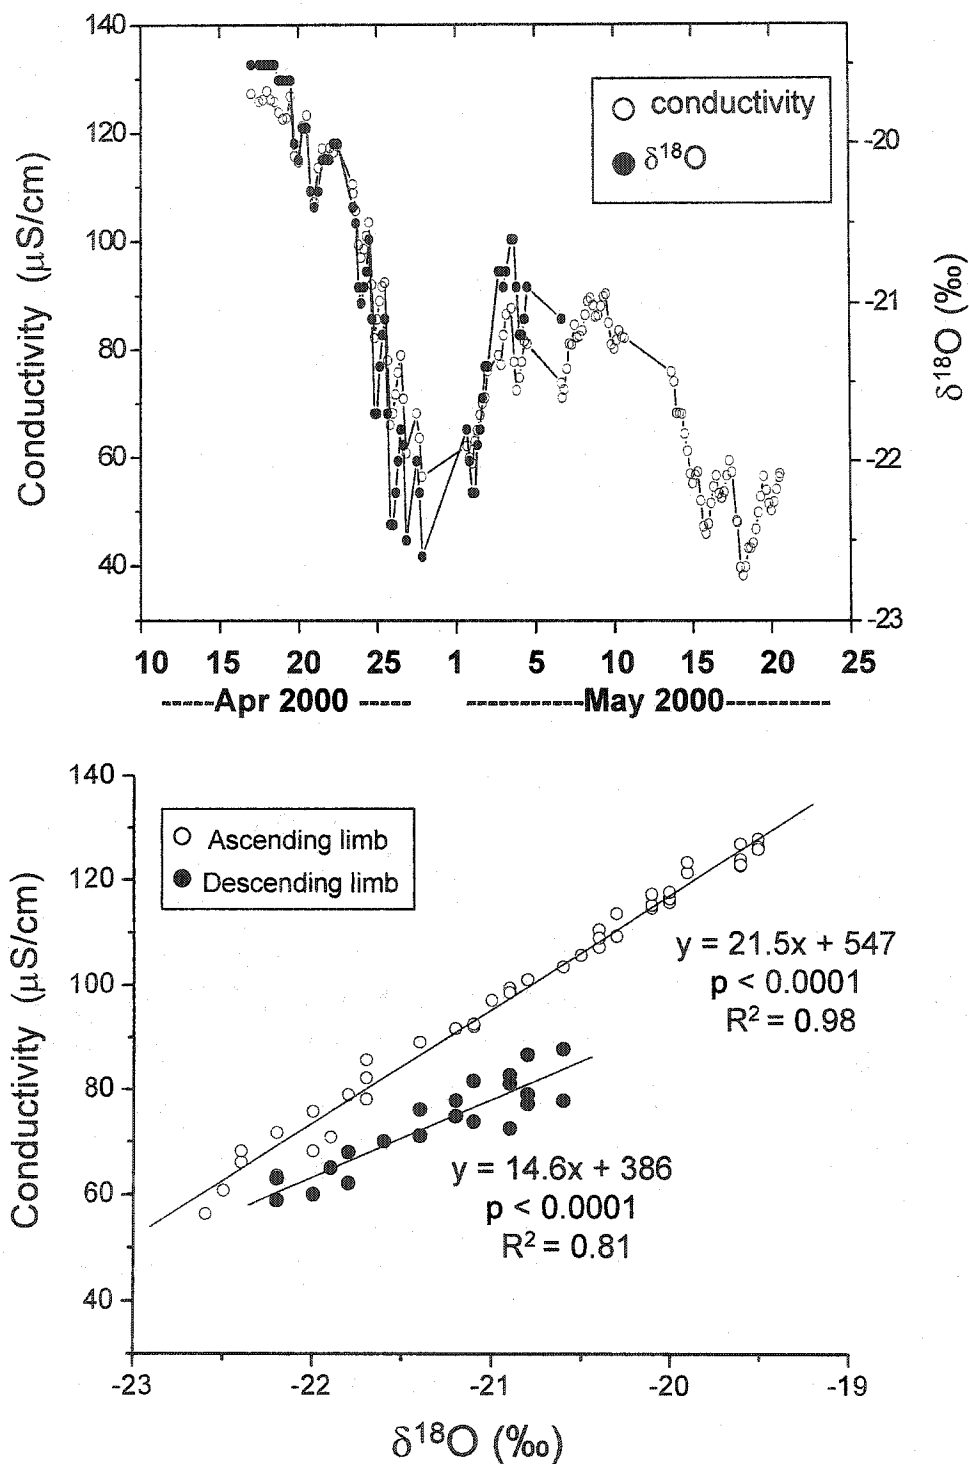 140
120
100
80
60
40
Conductivity (µS/cm)
conductivity
δ¹⁸O
-20
-21
-22
-23
δ¹⁸O (‰)
10 15 20 25 1 5 10 15 20 25
-----Apr 2000 -----
-----------May 2000----------
140
120
100
80
60
40
Conductivity (µS/cm)
Ascending limb
Descending limb
y = 21.5x + 547
p < 0.0001
R² = 0.98
y = 14.6x + 386
p < 0.0001
R² = 0.81
-23 -22 -21 -20 -19
δ¹⁸O (‰)